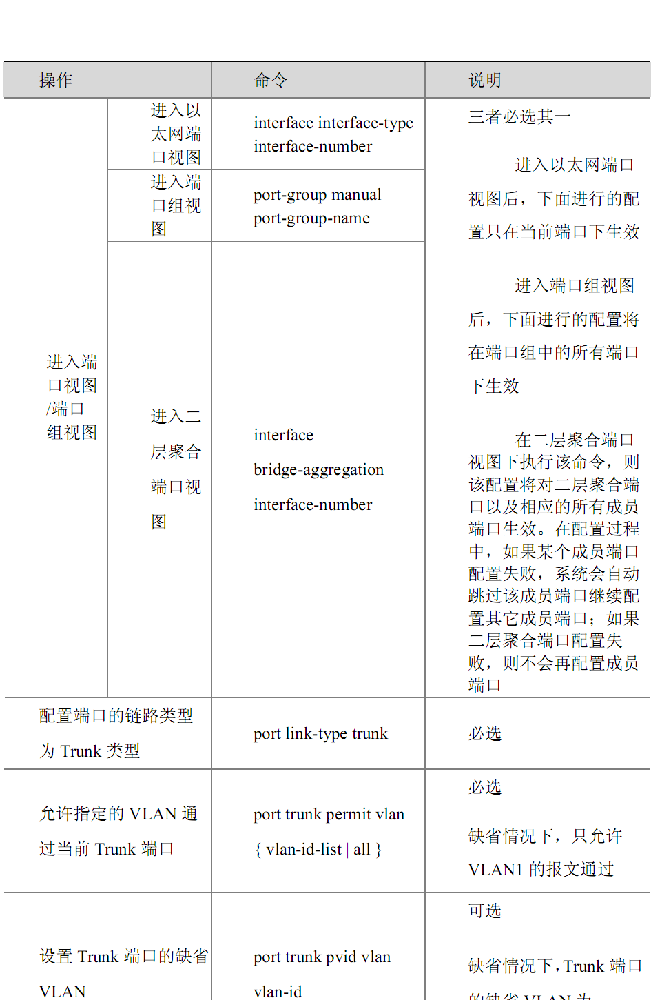 操作
命令
说明
进入端
口视图
/端口
组视图
进入以
太网端
口视图
interface interface-type
interface-number
进入端
口组视
图
port-group manual
port-group-name
进入二
层聚合
端口视
图
interface
bridge-aggregation
interface-number
三者必选其一
进入以太网端口
视图后，下面进行的配
置只在当前端口下生效
进入端口组视图
后，下面进行的配置将
在端口组中的所有端口
下生效
在二层聚合端口
视图下执行该命令，则
该配置将对二层聚合端
口以及相应的所有成员
端口生效。在配置过程
中，如果某个成员端口
配置失败，系统会自动
跳过该成员端口继续配
置其它成员端口；如果
二层聚合端口配置失
败，则不会再配置成员
端口
配置端口的链路类型
为 Trunk 类型
port link-type trunk
必选
允许指定的 VLAN 通
过当前 Trunk 端口
port trunk permit vlan
{ vlan-id-list | all }
必选
缺省情况下，只允许
VLAN1 的报文通过
设置 Trunk 端口的缺省
VLAN
port trunk pvid vlan
vlan-id
可选
缺省情况下，Trunk 端口
的缺省 VLAN 为